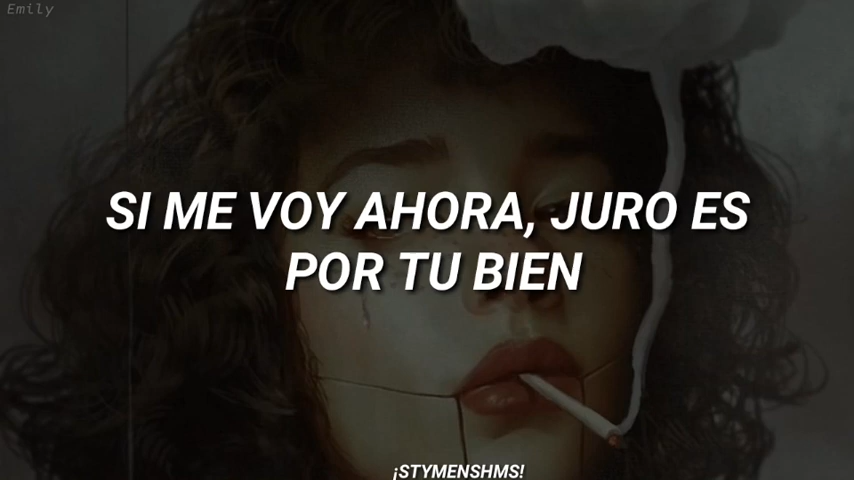 Emily
SI ME VOY AHORA, JURO ES
POR TU BIEN
¡STYMENSHMS!